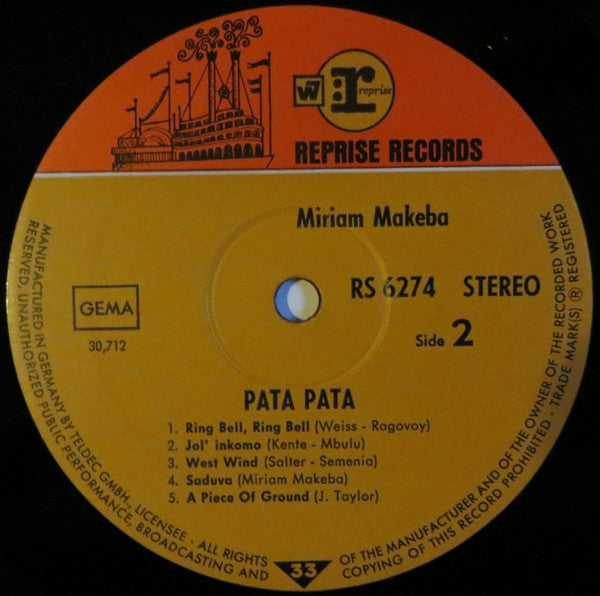 W7
r:
reprise
REPRISE RECORDS
Miriam Makeba
RS 6274 STEREO
GEMA
30,712
Side 2
PATA PATA
1. Ring Bell, Ring Bell (Weiss - Ragovoy)
2. Jol' inkomo (Kente - Mbulu)
3. West Wind (Salter - Semenia)
4. Saduva (Miriam Makeba)
5. A Piece Of Ground (J. Taylor)
33
MANUFACTURED IN GERMANY BY TELDEC GMBH., LICENSEE · ALL RIGHTS
RESERVED, UNAUTHORIZED PUBLIC PERFORMANCE, BROADCASTING AND
OF THE MANUFACTURER AND OF THE OWNER OF THE RECORDED WORK
COPYING OF THIS RECORD PROHIBITED · TRADE MARK(S) ® REGISTERED